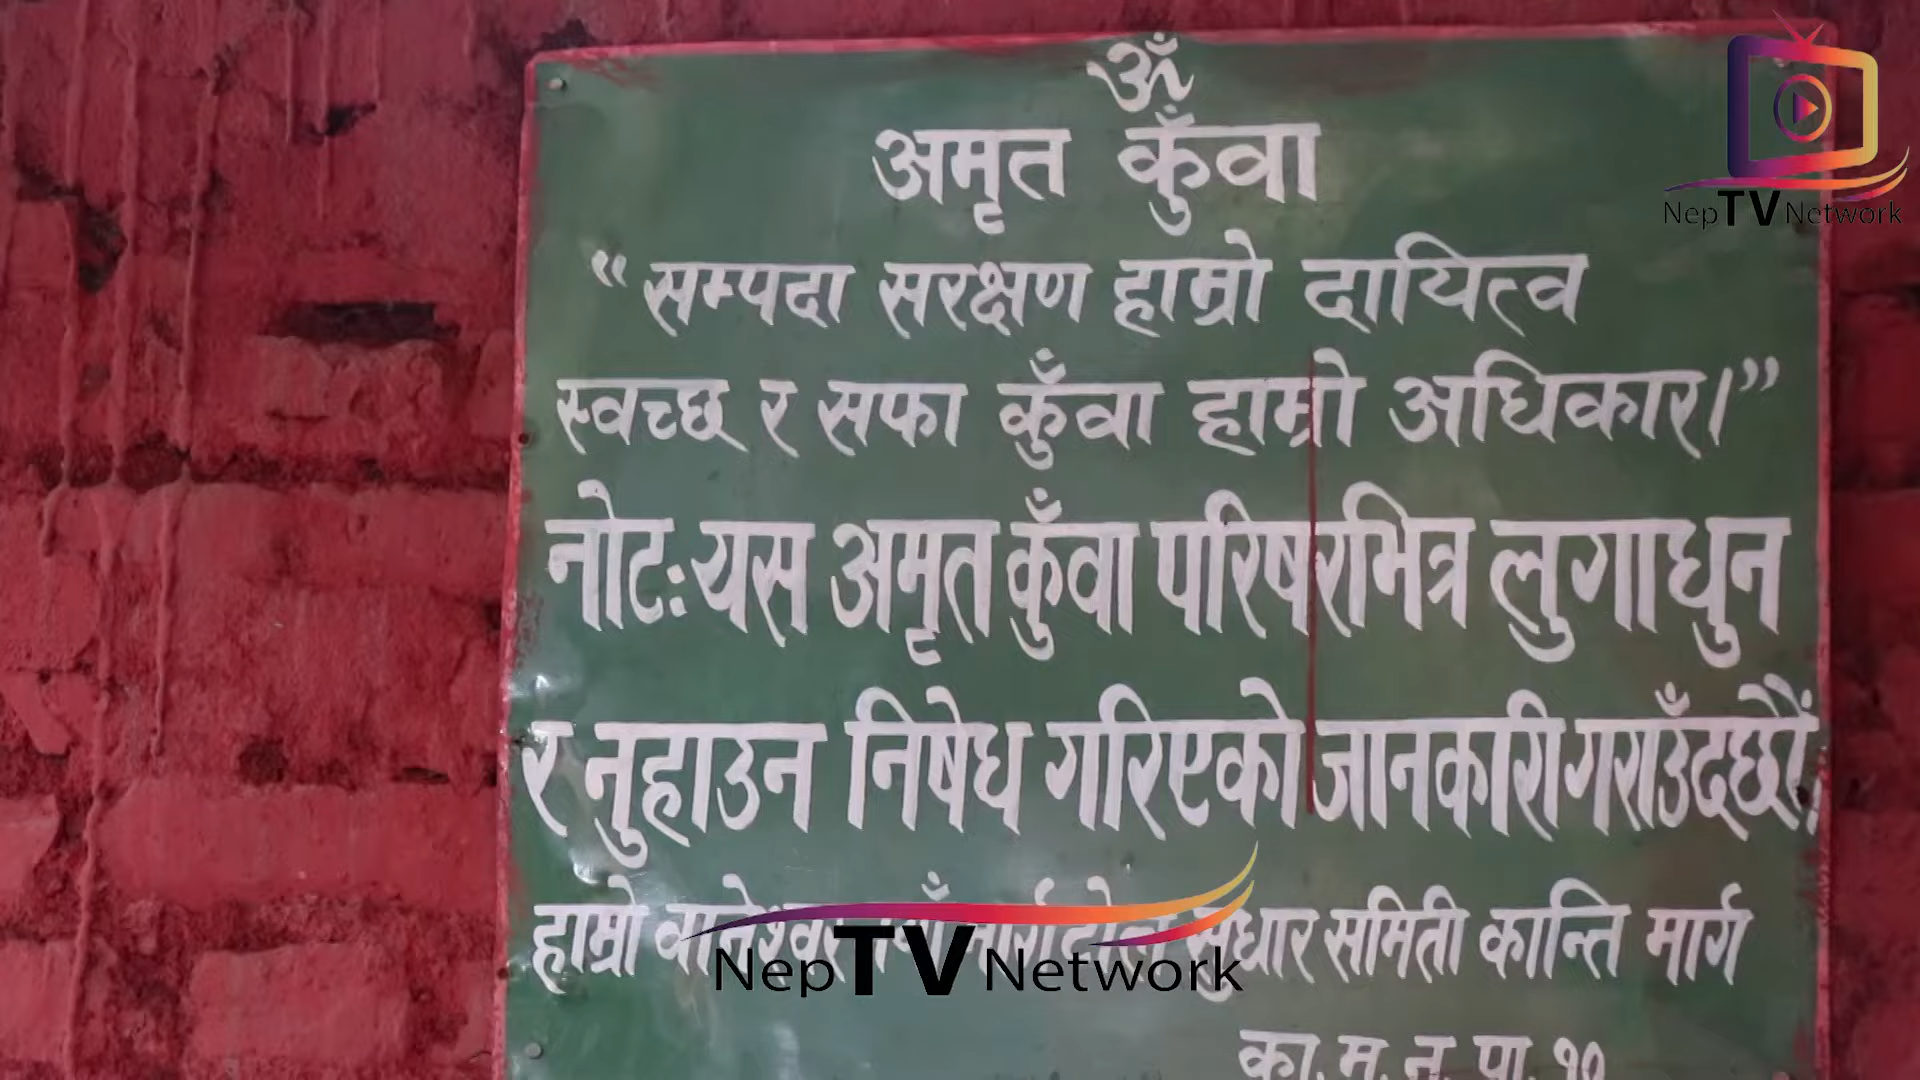 ॐ
अमृत कुँवा
“सम्पदा सरक्षण हाम्रो दायित्व
स्वच्छ र सफा कुँवा हाम्रो अधिकार।”
नोट: यस अमृत कुँवा परिषरभित्र लुगाधुन
र नुहाउन निषेध गरिएको जानकारी गराउँदछौं।
हाम्रो सुधार समिती कान्ति मार्ग
का. म. न. पा. १०
NepTV Network
NepTV Network